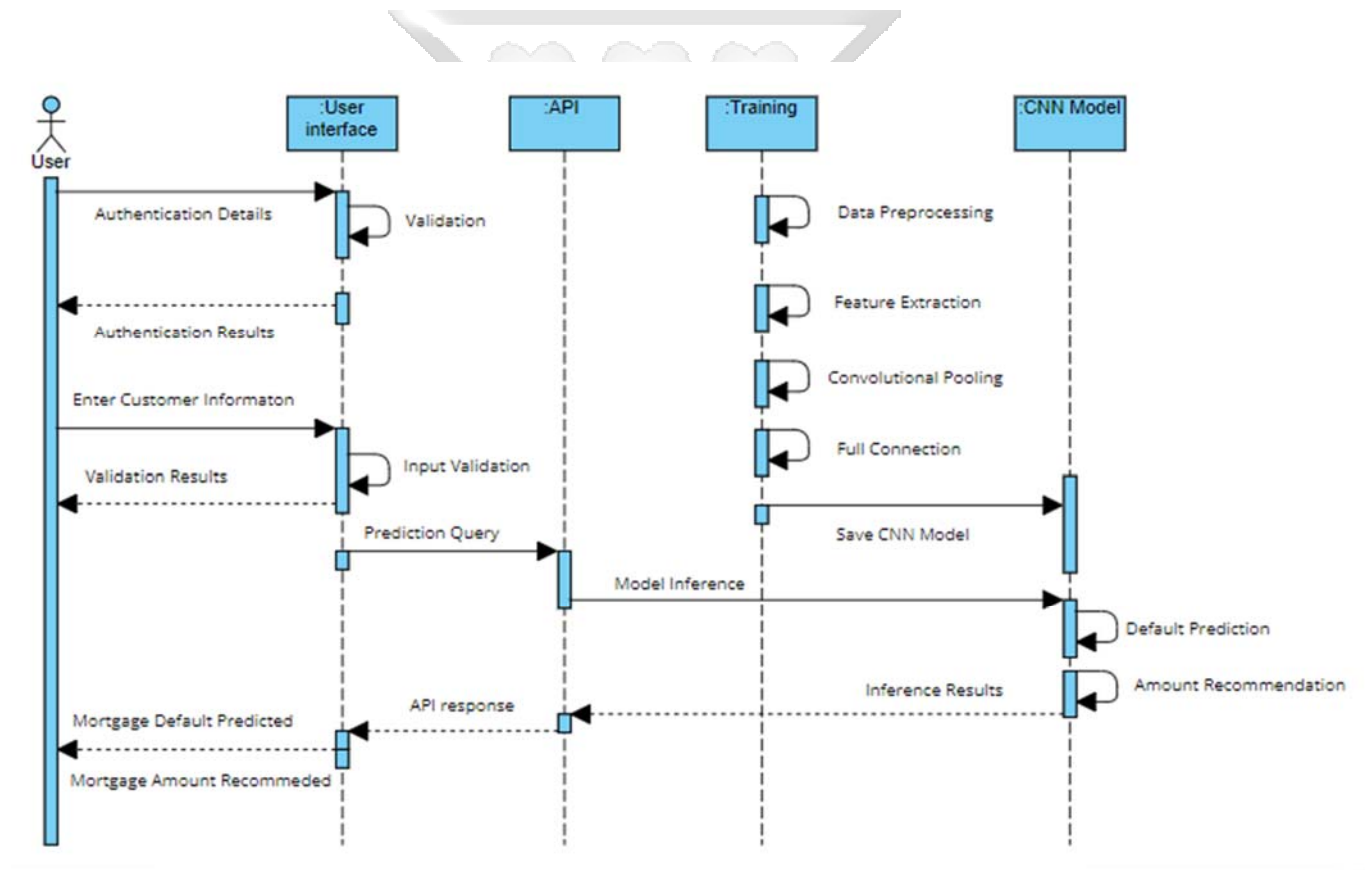 :User
interface
:API
:Training
:CNN Model
User
Authentication Details
Validation
Data Preprocessing
Feature Extraction
Authentication Results
Convolutional Pooling
Enter Customer Informaton
Full Connection
Input Validation
Validation Results
Prediction Query
Save CNN Model
Model Inference
Default Prediction
Amount Recommendation
Inference Results
API response
Mortgage Default Predicted
Mortgage Amount Recommeded